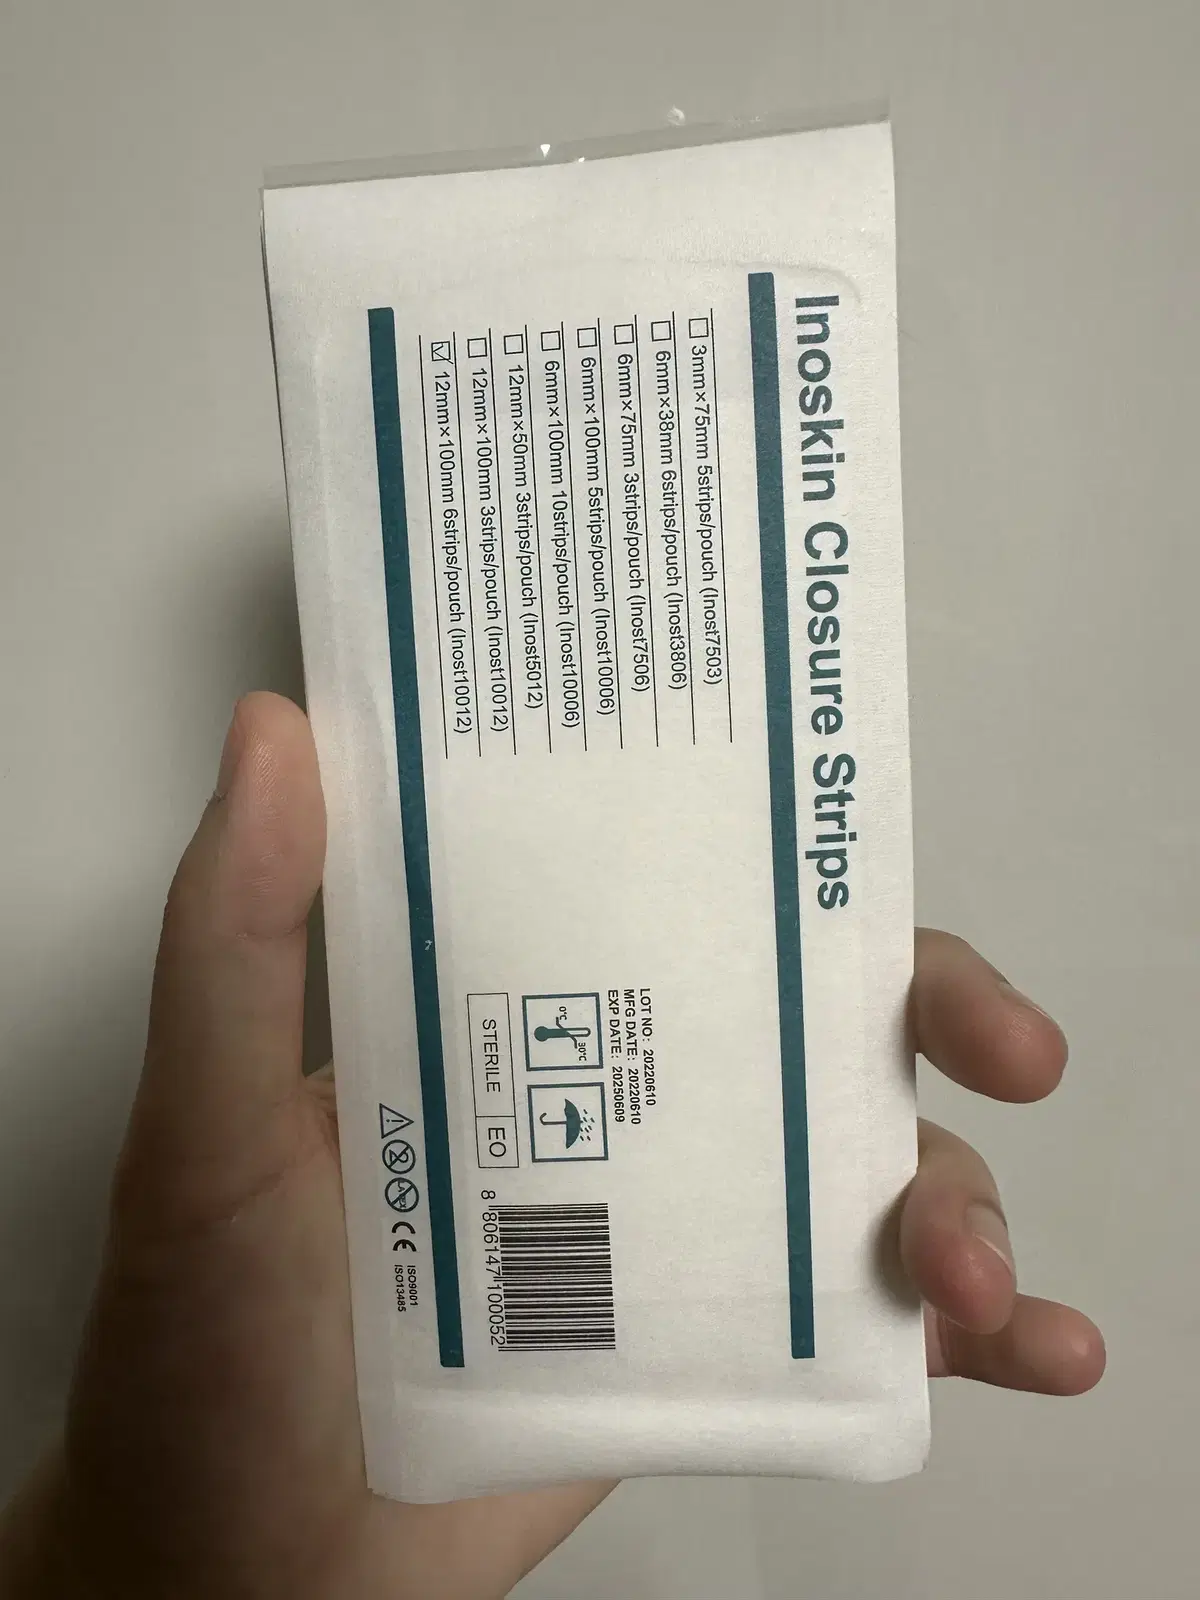 Inoskin Closure Strips
☐ 3mm×75mm 5strips/pouch (Inost7503)
☐ 6mm×38mm 6strips/pouch (Inost3806)
☐ 6mm×75mm 3strips/pouch (Inost7506)
☐ 6mm×100mm 5strips/pouch (Inost10006)
☐ 6mm×100mm 10strips/pouch (Inost10006)
☐ 12mm×50mm 3strips/pouch (Inost5012)
☐ 12mm×100mm 3strips/pouch (Inost10012)
☑ 12mm×100mm 6strips/pouch (Inost10012)
LOT NO: 20220610
MFG DATE: 20220610
EXP DATE: 20250609
0°C 30°C
STERILE EO
8 806147 100052
2 LATEX CE
ISO9001
ISO13485